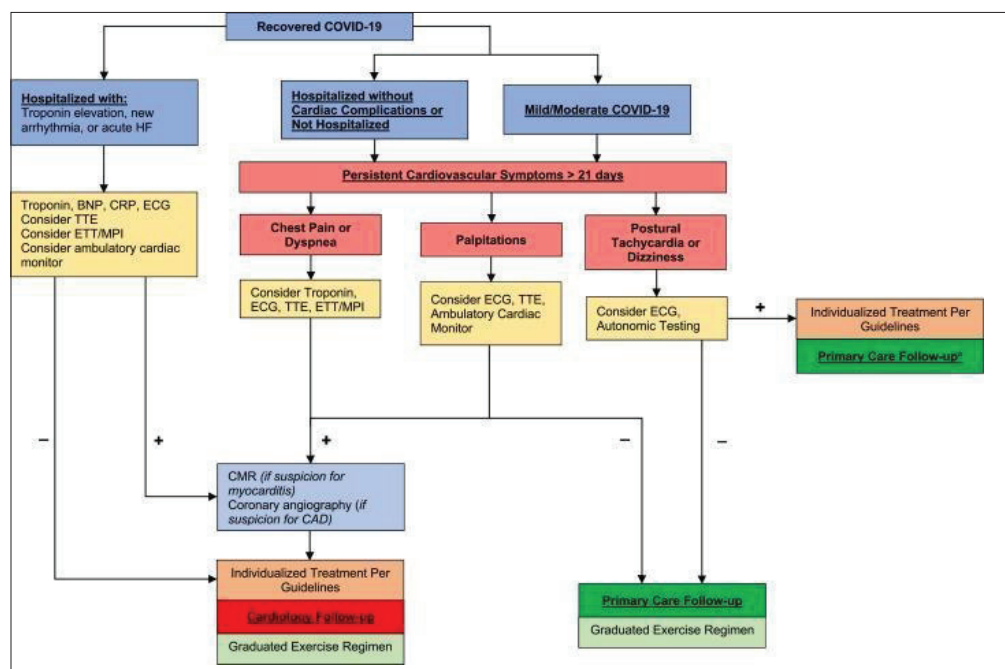 Recovered COVID-19
Hospitalized with:
Troponin elevation, new
arrhythmia, or acute HF
Hospitalized without
Cardiac Complications or
Not Hospitalized
Mild/Moderate COVID-19
Persistent Cardiovascular Symptoms > 21 days
Troponin, BNP, CRP, ECG
Consider TTE
Consider ETT/MPI
Consider ambulatory cardiac
monitor
Chest Pain or
Dyspnea
Palpitations
Postural
Tachycardia or
Dizziness
Consider Troponin,
ECG, TTE, ETT/MPI
Consider ECG, TTE,
Ambulatory Cardiac
Monitor
Consider ECG,
Autonomic Testing
+
Individualized Treatment Per
Guidelines
Primary Care Follow-upª
−
+
+
−
−
CMR (if suspicion for
myocarditis)
Coronary angiography (if
suspicion for CAD)
Individualized Treatment Per
Guidelines
Cardiology Follow-up
Graduated Exercise Regimen
Primary Care Follow-up
Graduated Exercise Regimen